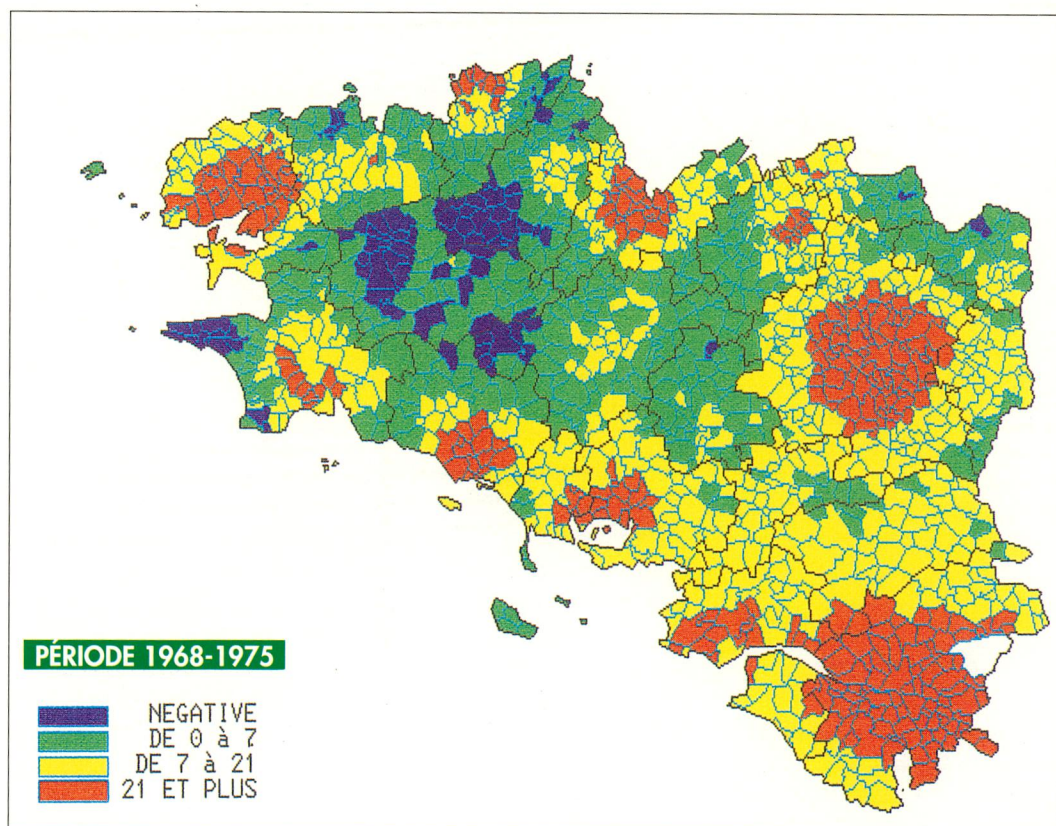 PÉRIODE 1968-1975
NEGATIVE
DE 0 à 7
DE 7 à 21
21 ET PLUS